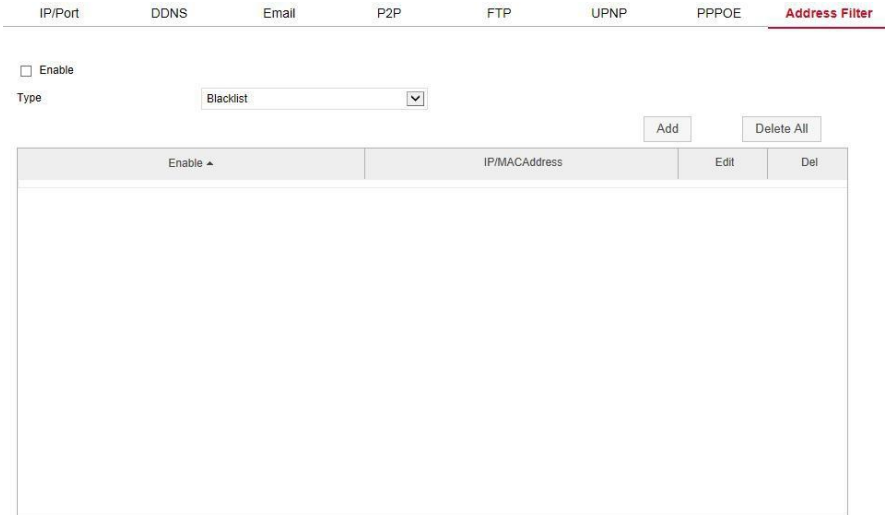 IP/Port DDNS Email P2P FTP UPNP PPPOE Address Filter
Enable
Type Blacklist
Add Delete All
Enable IP/MACAddress Edit Del